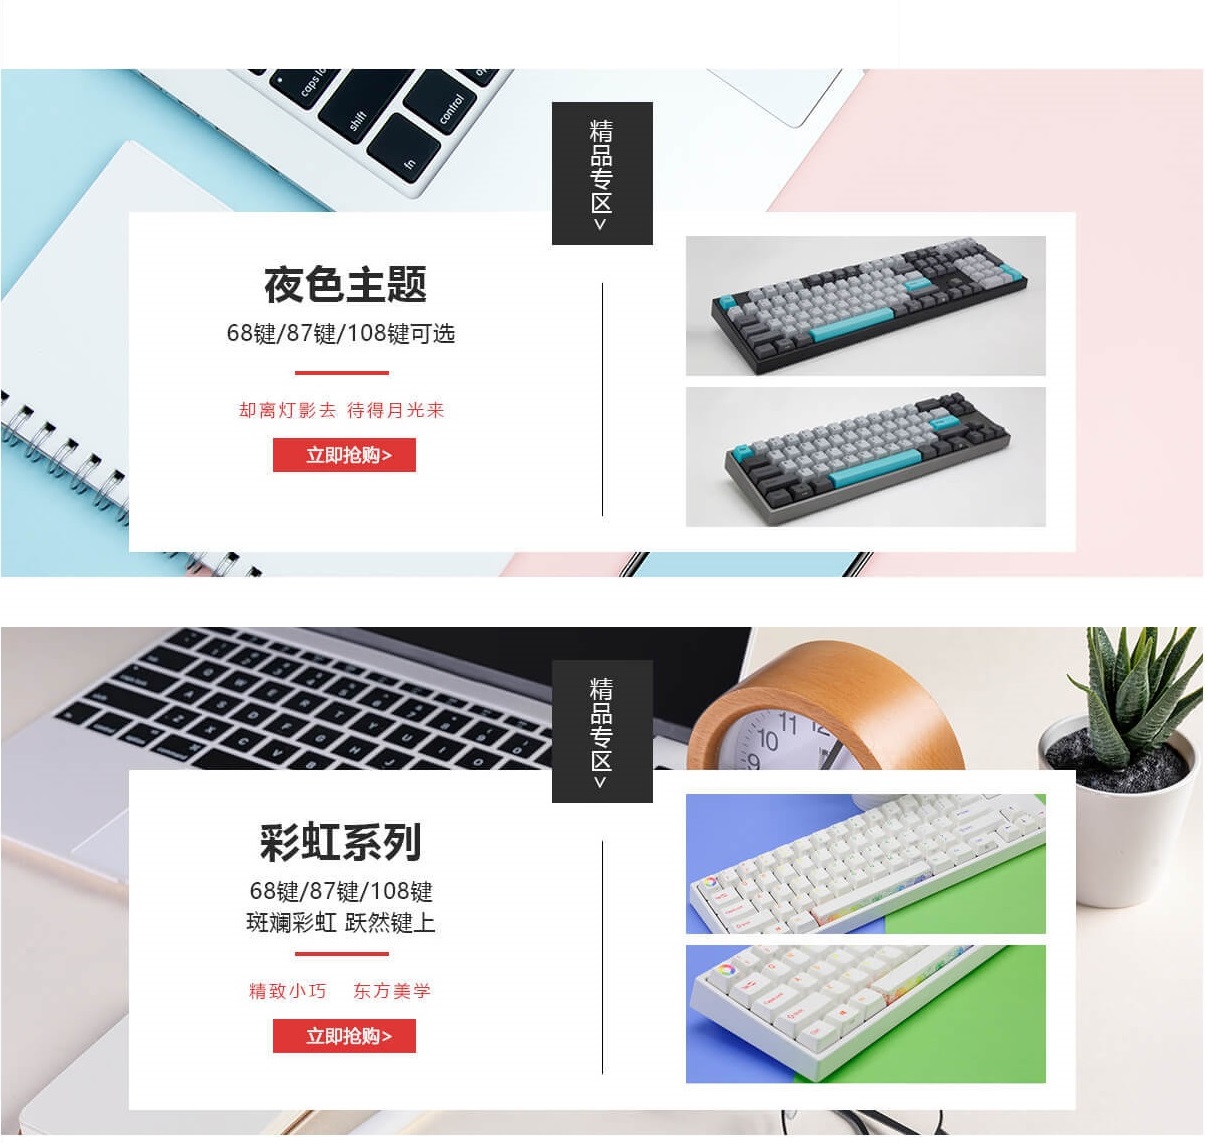 caps lo
shift
control
fn
精品专区
夜色主题
68键/87键/108键可选
却离灯影去 待得月光来
立即抢购>
精品专区
11
12
10
9
彩虹系列
68键/87键/108键
斑斓彩虹 跃然键上
精致小巧 东方美学
立即抢购>